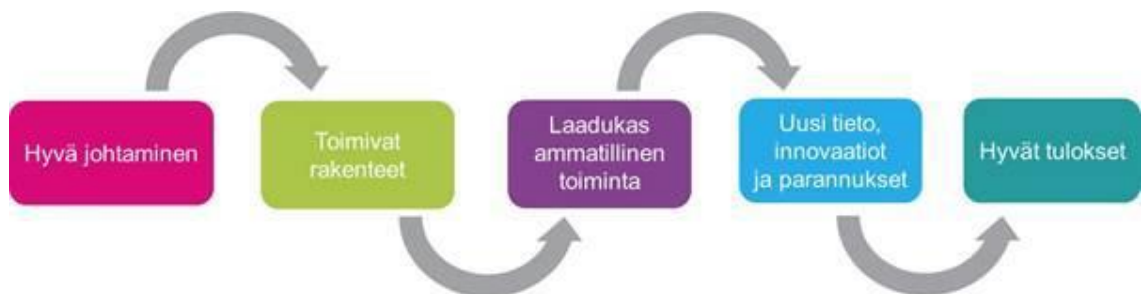 Hyvä johtaminen
Toimivat
rakenteet
Laadukas
ammatillinen
toiminta
Uusi tieto,
innovaatiot
ja parannukset
Hyvät tulokset